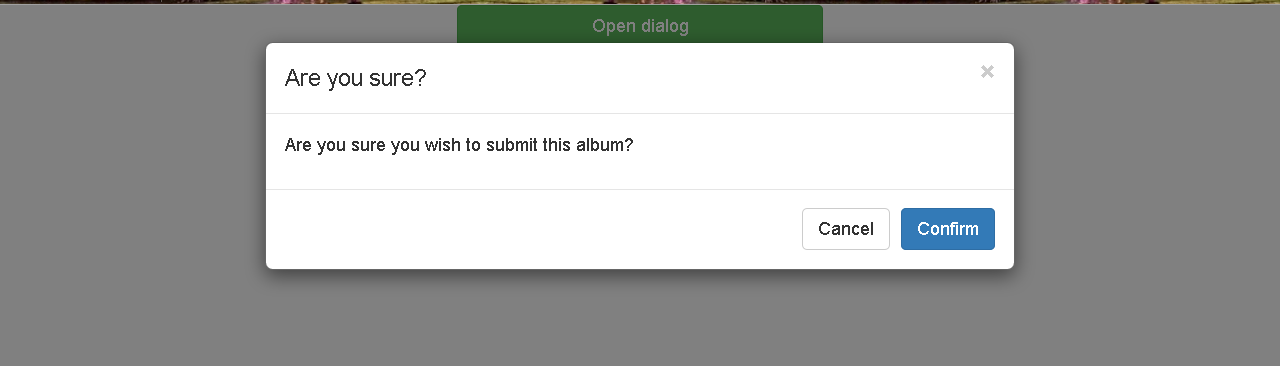 Open dialog
Are you sure?
×
Are you sure you wish to submit this album?
Cancel
Confirm